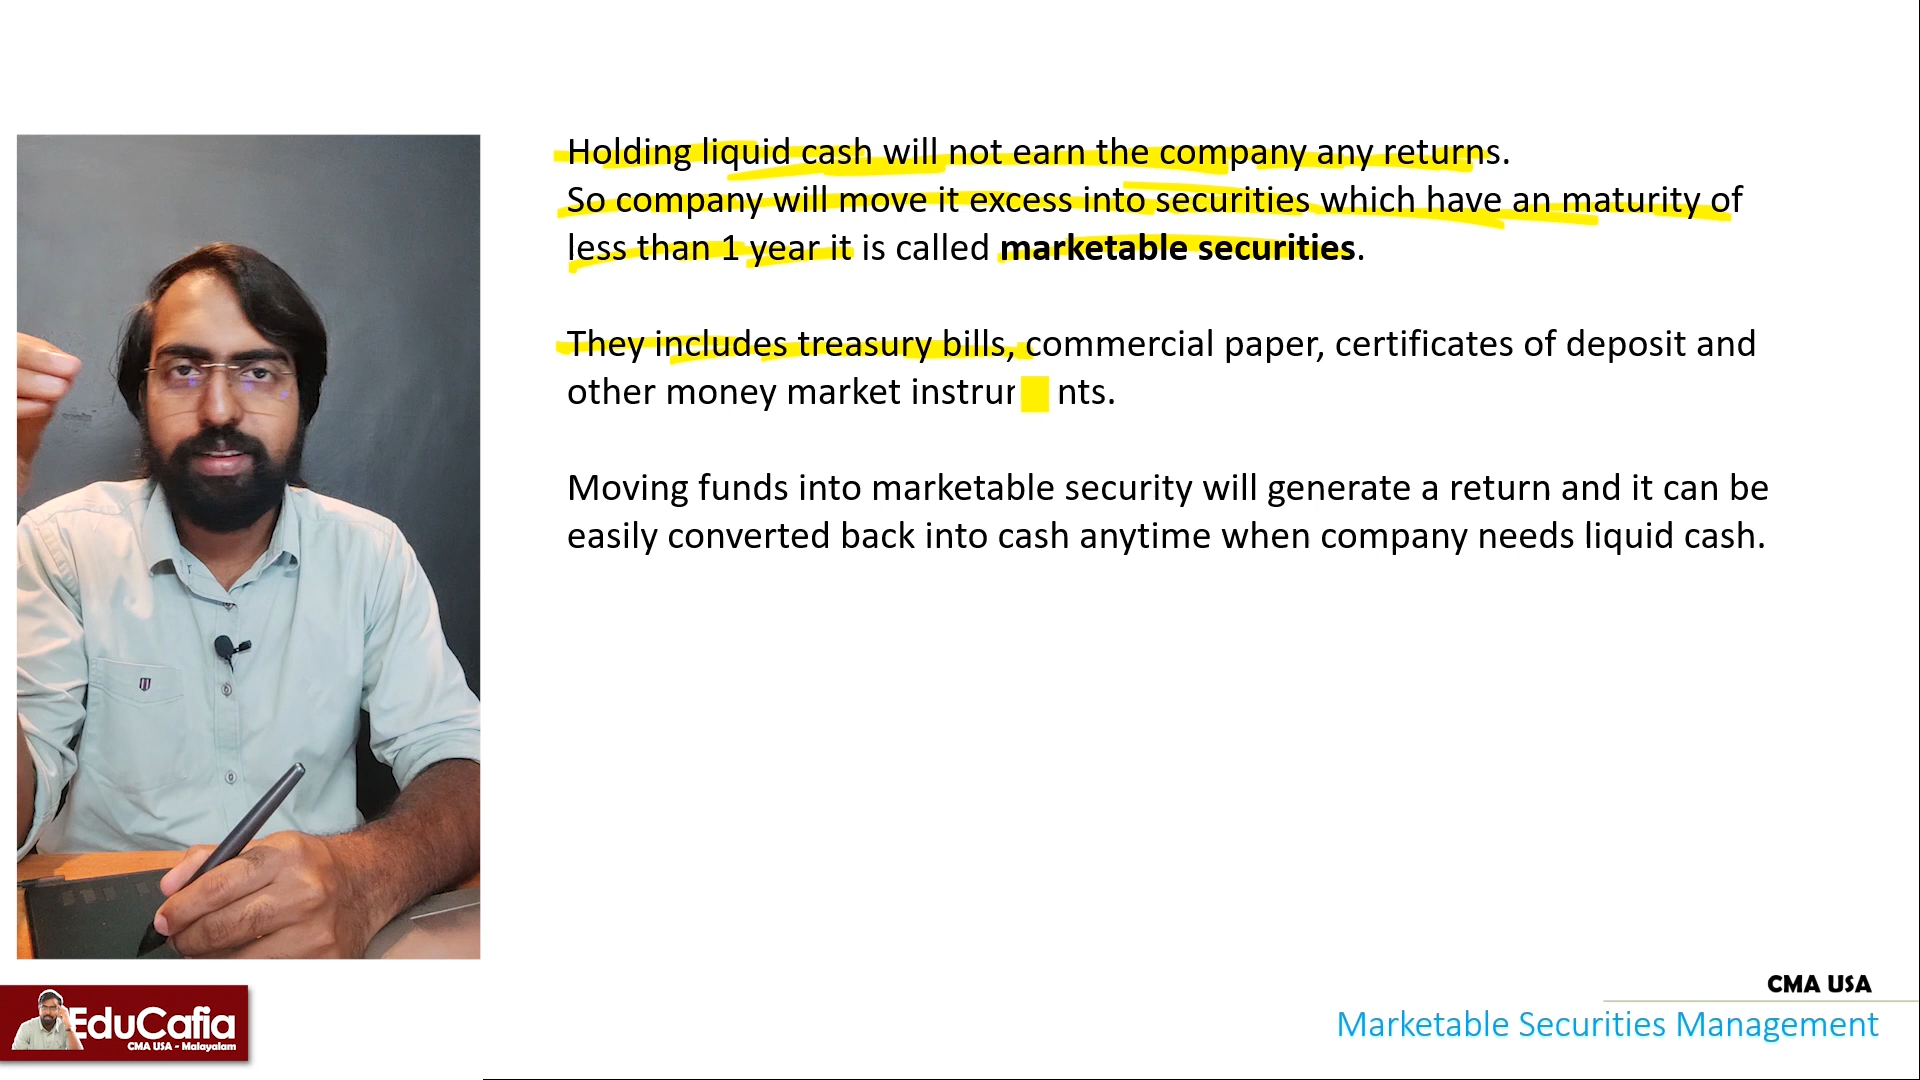 Holding liquid cash will not earn the company any returns.
So company will move it excess into securities which have an maturity of
less than 1 year it is called marketable securities.
They includes treasury bills, commercial paper, certificates of deposit and
other money market instrur nts.
Moving funds into marketable security will generate a return and it can be
easily converted back into cash anytime when company needs liquid cash.
EduCafia
CMA USA - Malayalam
CMA USA
Marketable Securities Management